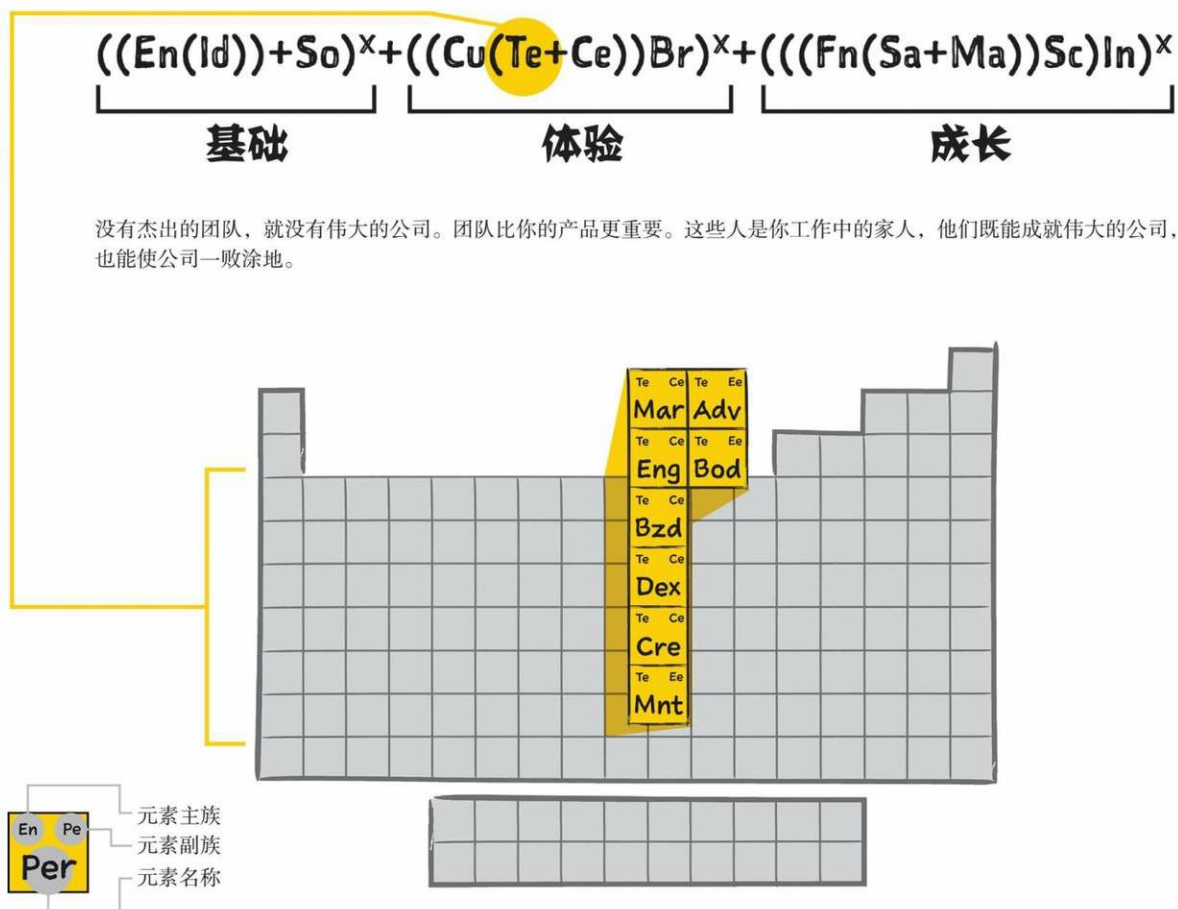 ((En(Id))+So)ˣ+((Cu(Te+Ce))Br)ˣ+(((Fn(Sa+Ma))Sc)In)ˣ
基础 体验 成长
没有杰出的团队，就没有伟大的公司。团队比你的产品更重要。这些人是你工作中的家人，他们既能成就伟大的公司，
也能使公司一败涂地。
Te Ce Te Ee
Mar Adv
Te Ce Te Ee
Eng Bod
Te Ce
Bzd
Te Ce
Dex
Te Ce
Cre
Te Ee
Mnt
元素主族
En Pe
元素副族
Per
元素名称